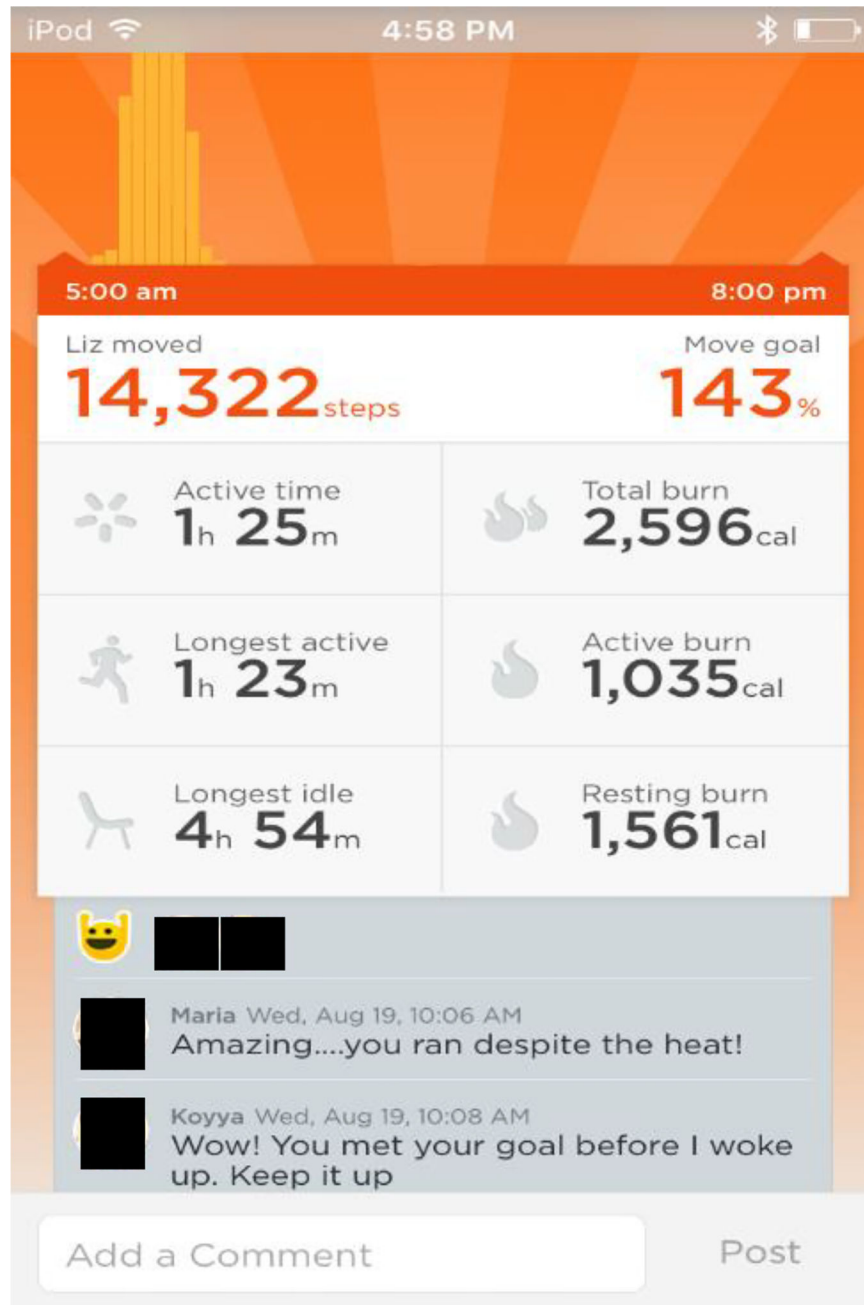 iPod 4:58 PM
5:00 am 8:00 pm
Liz moved Move goal
14,322 steps 143%
Active time Total burn
1h 25m 2,596cal
Longest active Active burn
1h 23m 1,035cal
Longest idle Resting burn
4h 54m 1,561cal
Maria Wed, Aug 19, 10:06 AM
Amazing....you ran despite the heat!
Koyya Wed, Aug 19, 10:08 AM
Wow! You met your goal before I woke
up. Keep it up
Add a Comment Post